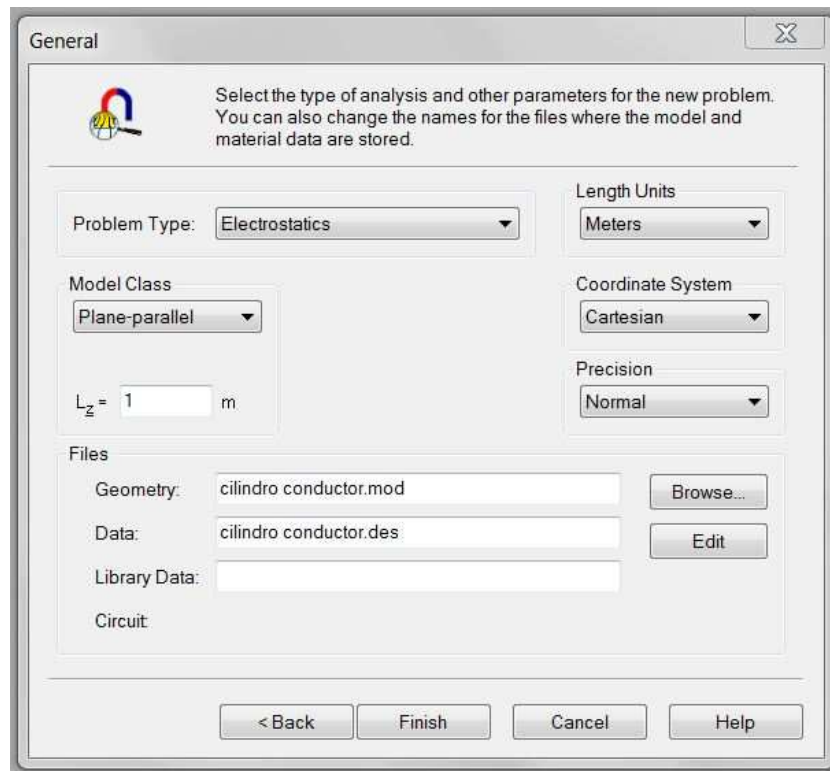 General
Select the type of analysis and other parameters for the new problem.
You can also change the names for the files where the model and
material data are stored.
Problem Type: Electrostatics
Length Units
Meters
Model Class
Plane-parallel
Coordinate System
Cartesian
Lz = 1 m
Precision
Normal
Files
Geometry: cilindro conductor.mod Browse...
Data: cilindro conductor.des Edit
Library Data:
Circuit
< Back Finish Cancel Help